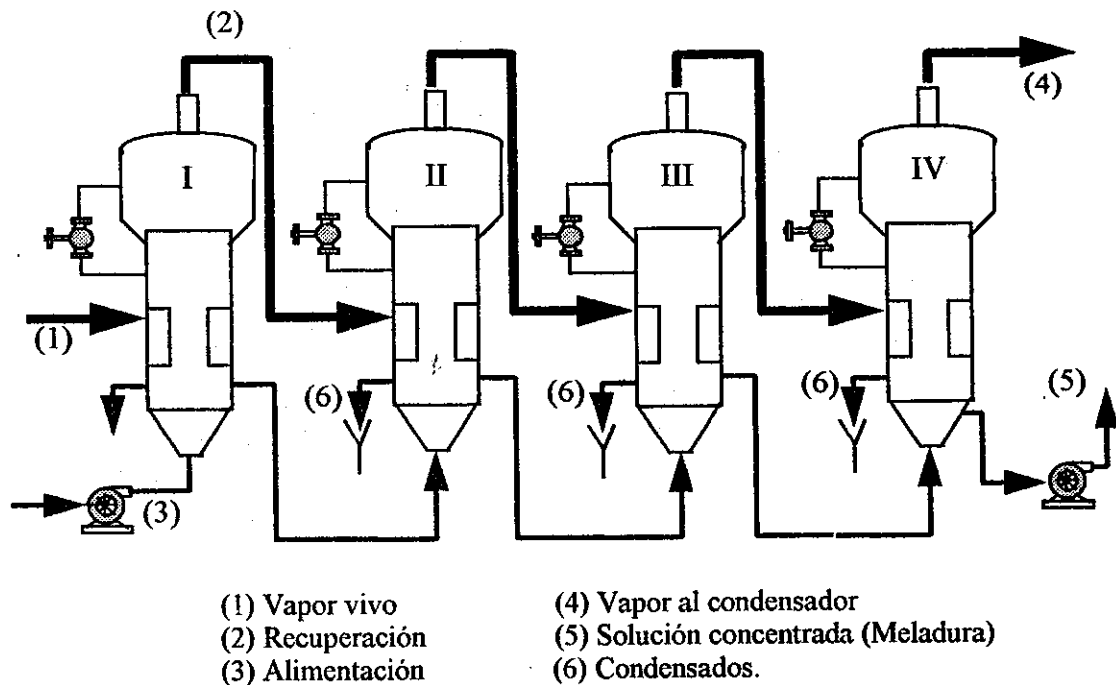 (2)
(4)
I
II
III
IV
(1)
(6)
(6)
(6)
(5)
(3)
(1) Vapor vivo
(2) Recuperación
(3) Alimentación
(4) Vapor al condensador
(5) Solución concentrada (Meladura)
(6) Condensados.